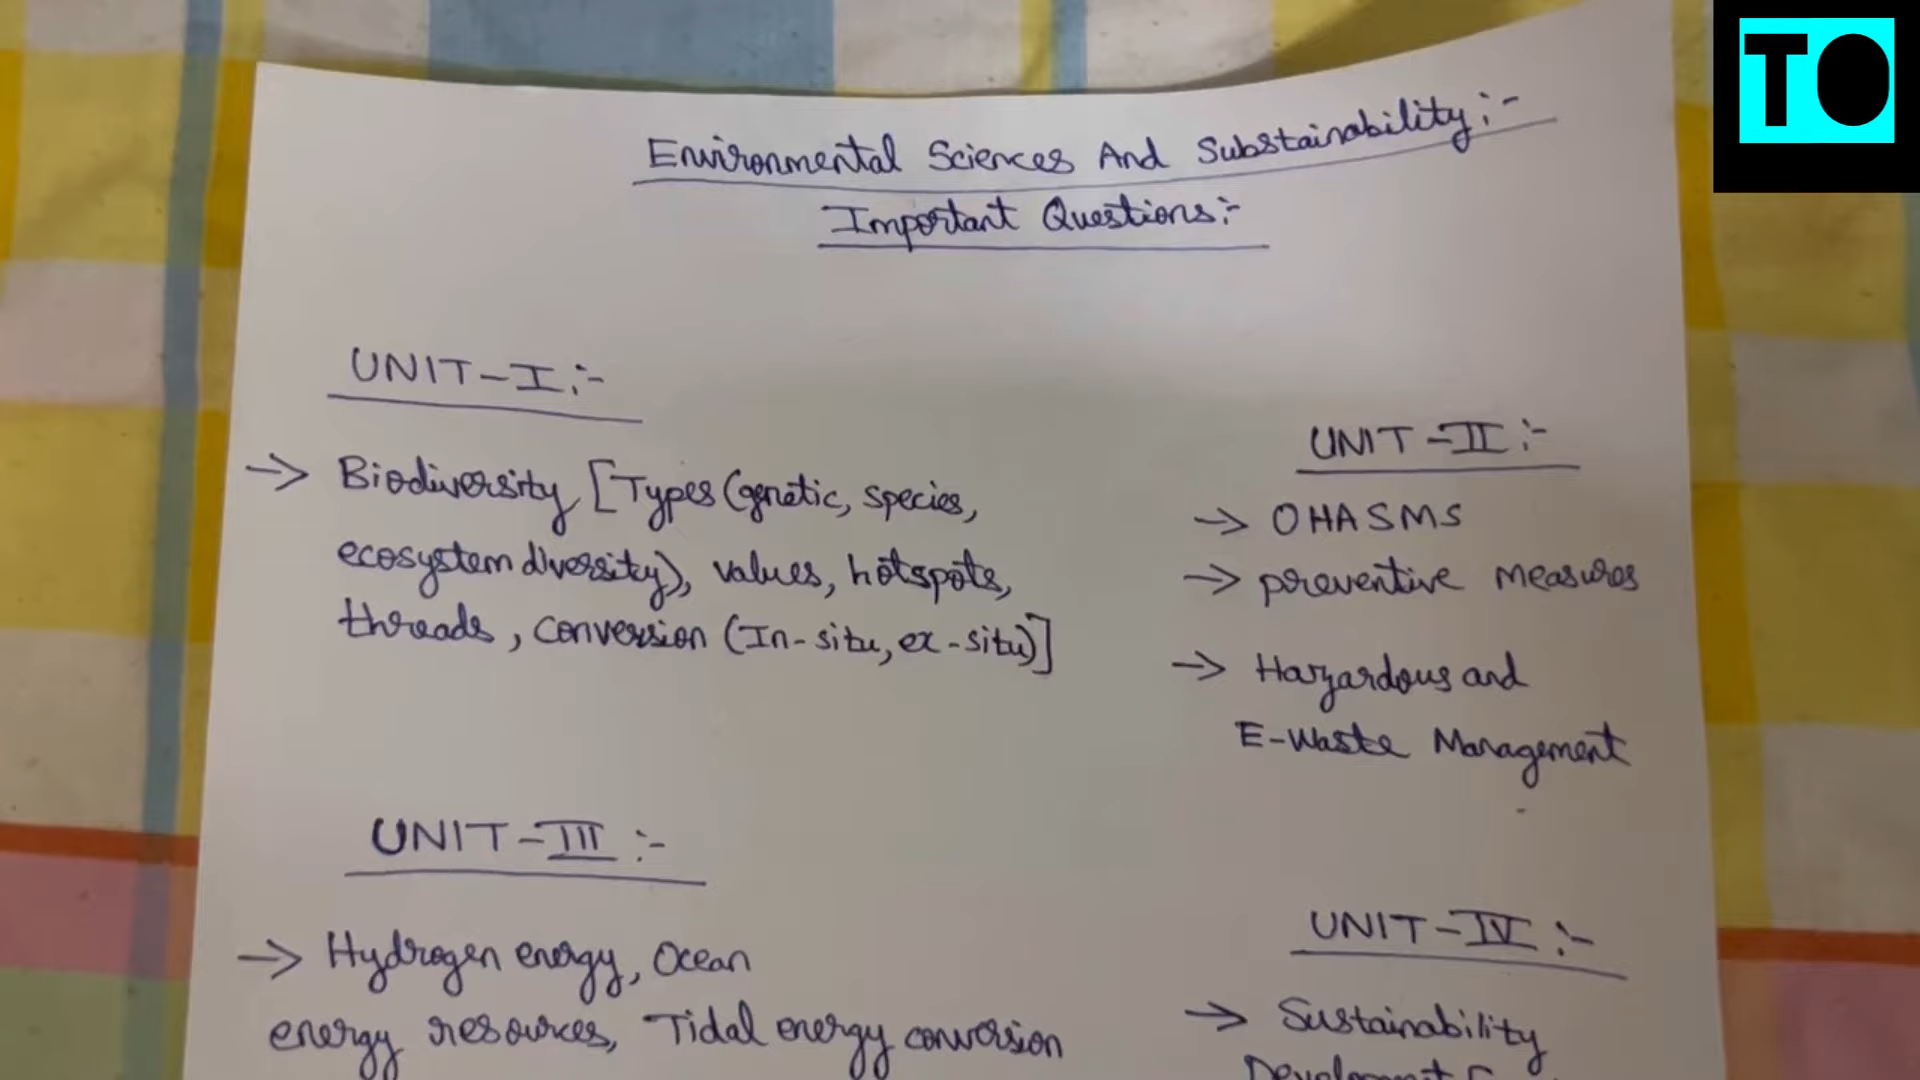 Environmental Sciences And Substainability:-
Important Questions:-
UNIT-I:-
→ Biodiversity [Types (genetic, species,
ecosystem diversity), values, hotspots,
threads, conversion (In-situ, ex-situ)]
UNIT-II:-
→ OHASMS
→ preventive measures
→ Hazardous and
E-Waste Management
UNIT-III:-
→ Hydrogen energy, Ocean
energy resources, Tidal energy conversion
UNIT-IV:-
→ Sustainability
TO